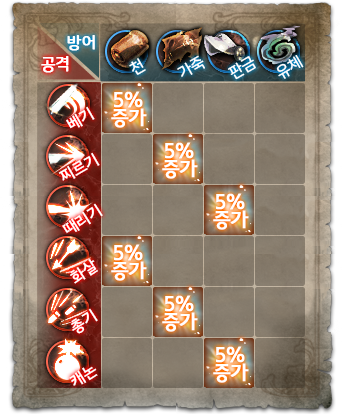 방어
공격
천 가죽 판금 유체
베기 5% 증가
찌르기 5% 증가
때리기 5% 증가
화살 5% 증가
총기 5% 증가
캐논 5% 증가